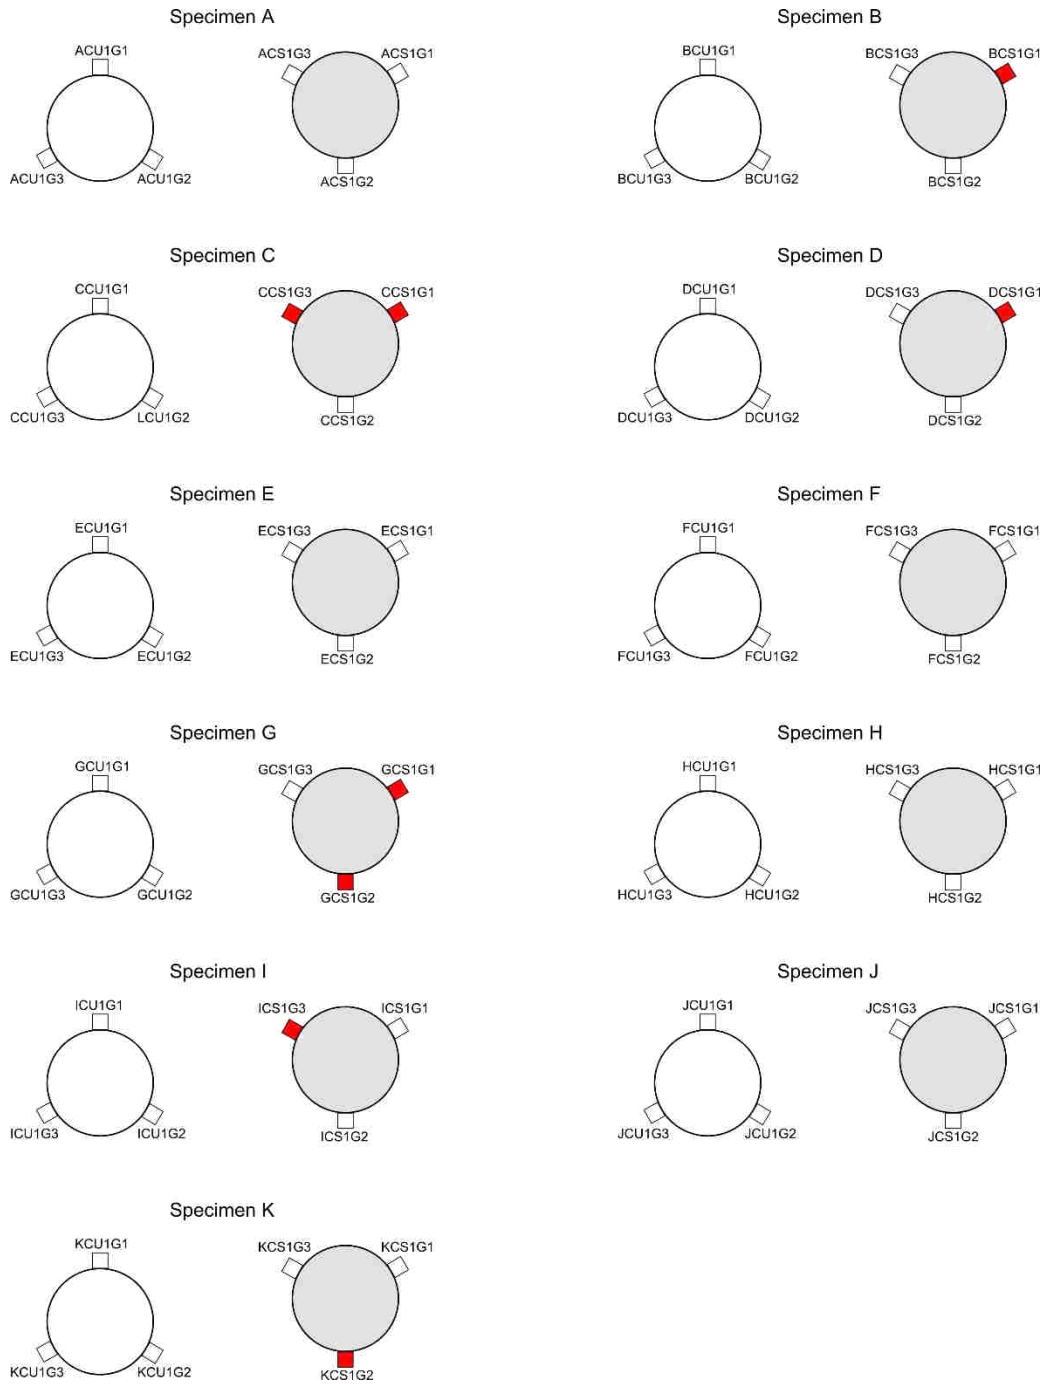 Specimen A
ACU1G1
ACU1G3
ACU1G2
ACS1G3
ACS1G1
ACS1G2
Specimen B
BCU1G1
BCU1G3
BCU1G2
BCS1G3
BCS1G1
BCS1G2
Specimen C
CCU1G1
CCU1G3
LCU1G2
CCS1G3
CCS1G1
CCS1G2
Specimen D
DCU1G1
DCU1G3
DCU1G2
DCS1G3
DCS1G1
DCS1G2
Specimen E
ECU1G1
ECU1G3
ECU1G2
ECS1G3
ECS1G1
ECS1G2
Specimen F
FCU1G1
FCU1G3
FCU1G2
FCS1G3
FCS1G1
FCS1G2
Specimen G
GCU1G1
GCU1G3
GCU1G2
GCS1G3
GCS1G1
GCS1G2
Specimen H
HCU1G1
HCU1G3
HCU1G2
HCS1G3
HCS1G1
HCS1G2
Specimen I
ICU1G1
ICU1G3
ICU1G2
ICS1G3
ICS1G1
ICS1G2
Specimen J
JCU1G1
JCU1G3
JCU1G2
JCS1G3
JCS1G1
JCS1G2
Specimen K
KCU1G1
KCU1G3
KCU1G2
KCS1G3
KCS1G1
KCS1G2